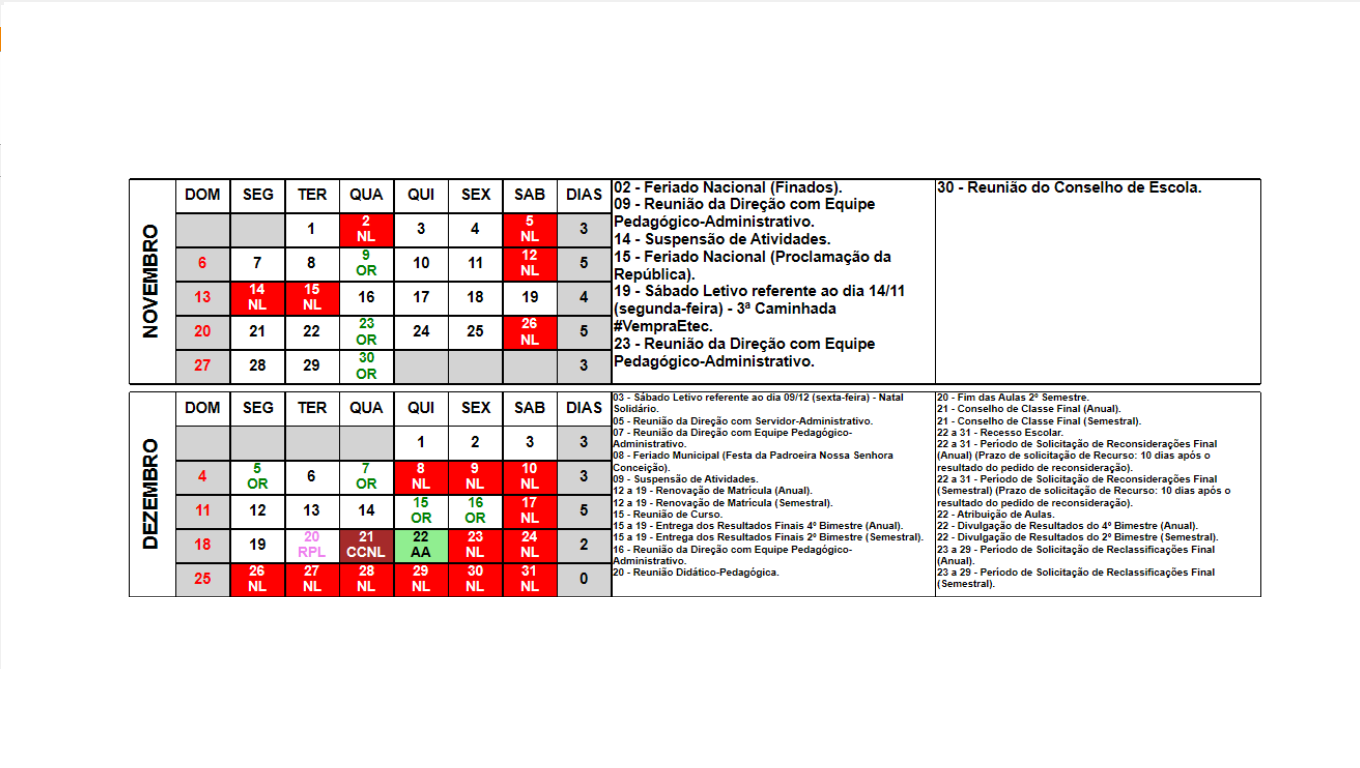 NOVEMBRO
DOM SEG TER QUA QUI SEX SAB DIAS
1 2 3 4 5 3
NL NL
6 7 8 9 10 11 12 5
OR NL
13 14 15 16 17 18 19 4
NL NL
20 21 22 23 24 25 26 5
OR NL
27 28 29 30 3
OR
02 - Feriado Nacional (Finados).
09 - Reunião da Direção com Equipe
Pedagógico-Administrativo.
14 - Suspensão de Atividades.
15 - Feriado Nacional (Proclamação da
República).
19 - Sábado Letivo referente ao dia 14/11
(segunda-feira) - 3ª Caminhada
#VempraEtec.
23 - Reunião da Direção com Equipe
Pedagógico-Administrativo.
30 - Reunião do Conselho de Escola.
DEZEMBRO
DOM SEG TER QUA QUI SEX SAB DIAS
1 2 3 3
4 5 6 7 8 9 10 3
OR OR NL NL NL
11 12 13 14 15 16 17 5
OR OR NL
18 19 20 21 22 23 24 2
RPL CCNL AA NL NL
25 26 27 28 29 30 31 0
NL NL NL NL NL NL
03 - Sábado Letivo referente ao dia 09/12 (sexta-feira) - Natal
Solidário.
05 - Reunião da Direção com Servidor-Administrativo.
07 - Reunião da Direção com Equipe Pedagógico-
Administrativo.
08 - Feriado Municipal (Festa da Padroeira Nossa Senhora
Conceição).
09 - Suspensão de Atividades.
12 a 19 - Renovação de Matrícula (Anual).
12 a 19 - Renovação de Matrícula (Semestral).
15 - Reunião de Curso.
15 a 19 - Entrega dos Resultados Finais 4º Bimestre (Anual).
15 a 19 - Entrega dos Resultados Finais 2º Bimestre (Semestral).
16 - Reunião da Direção com Equipe Pedagógico-
Administrativo.
20 - Reunião Didático-Pedagógica.
20 - Fim das Aulas 2º Semestre.
21 - Conselho de Classe Final (Anual).
21 - Conselho de Classe Final (Semestral).
22 a 31 - Recesso Escolar.
22 a 31 - Período de Solicitação de Reconsiderações Final
(Anual) (Prazo de solicitação de Recurso: 10 dias após o
resultado do pedido de reconsideração).
22 a 31 - Período de Solicitação de Reconsiderações Final
(Semestral) (Prazo de solicitação de Recurso: 10 dias após o
resultado do pedido de reconsideração).
22 - Atribuição de Aulas.
22 - Divulgação de Resultados do 4º Bimestre (Anual).
22 - Divulgação de Resultados do 2º Bimestre (Semestral).
23 a 29 - Período de Solicitação de Reclassificações Final
(Anual).
23 a 29 - Período de Solicitação de Reclassificações Final
(Semestral).